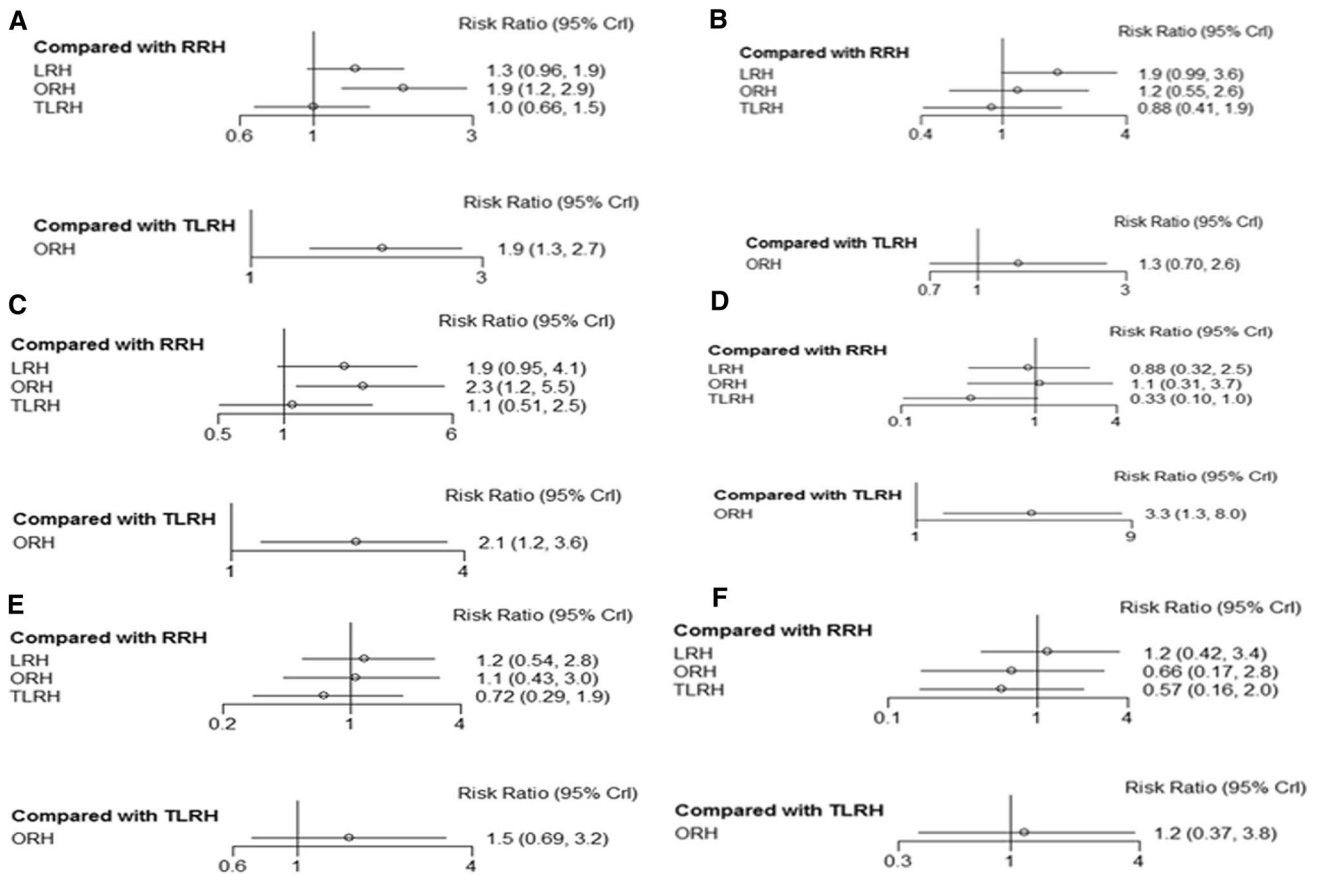 A
Risk Ratio (95% CrI)
Compared with RRH
LRH 1.3 (0.96, 1.9)
ORH 1.9 (1.2, 2.9)
TLRH 1.0 (0.66, 1.5)
0.6 1 3
Risk Ratio (95% CrI)
Compared with TLRH
ORH 1.9 (1.3, 2.7)
1 3
B
Risk Ratio (95% CrI)
Compared with RRH
LRH 1.9 (0.99, 3.6)
ORH 1.2 (0.55, 2.6)
TLRH 0.88 (0.41, 1.9)
0.4 1 4
Risk Ratio (95% CrI)
Compared with TLRH
ORH 1.3 (0.70, 2.6)
0.7 1 3
C
Risk Ratio (95% CrI)
Compared with RRH
LRH 1.9 (0.95, 4.1)
ORH 2.3 (1.2, 5.5)
TLRH 1.1 (0.51, 2.5)
0.5 1 6
Risk Ratio (95% CrI)
Compared with TLRH
ORH 2.1 (1.2, 3.6)
1 4
D
Risk Ratio (95% CrI)
Compared with RRH
LRH 0.88 (0.32, 2.5)
ORH 1.1 (0.31, 3.7)
TLRH 0.33 (0.10, 1.0)
0.1 1 4
Risk Ratio (95% CrI)
Compared with TLRH
ORH 3.3 (1.3, 8.0)
1 9
E
Risk Ratio (95% CrI)
Compared with RRH
LRH 1.2 (0.54, 2.8)
ORH 1.1 (0.43, 3.0)
TLRH 0.72 (0.29, 1.9)
0.2 1 4
Risk Ratio (95% CrI)
Compared with TLRH
ORH 1.5 (0.69, 3.2)
0.6 1 4
F
Risk Ratio (95% CrI)
Compared with RRH
LRH 1.2 (0.42, 3.4)
ORH 0.66 (0.17, 2.8)
TLRH 0.57 (0.16, 2.0)
0.1 1 4
Risk Ratio (95% CrI)
Compared with TLRH
ORH 1.2 (0.37, 3.8)
0.3 1 4